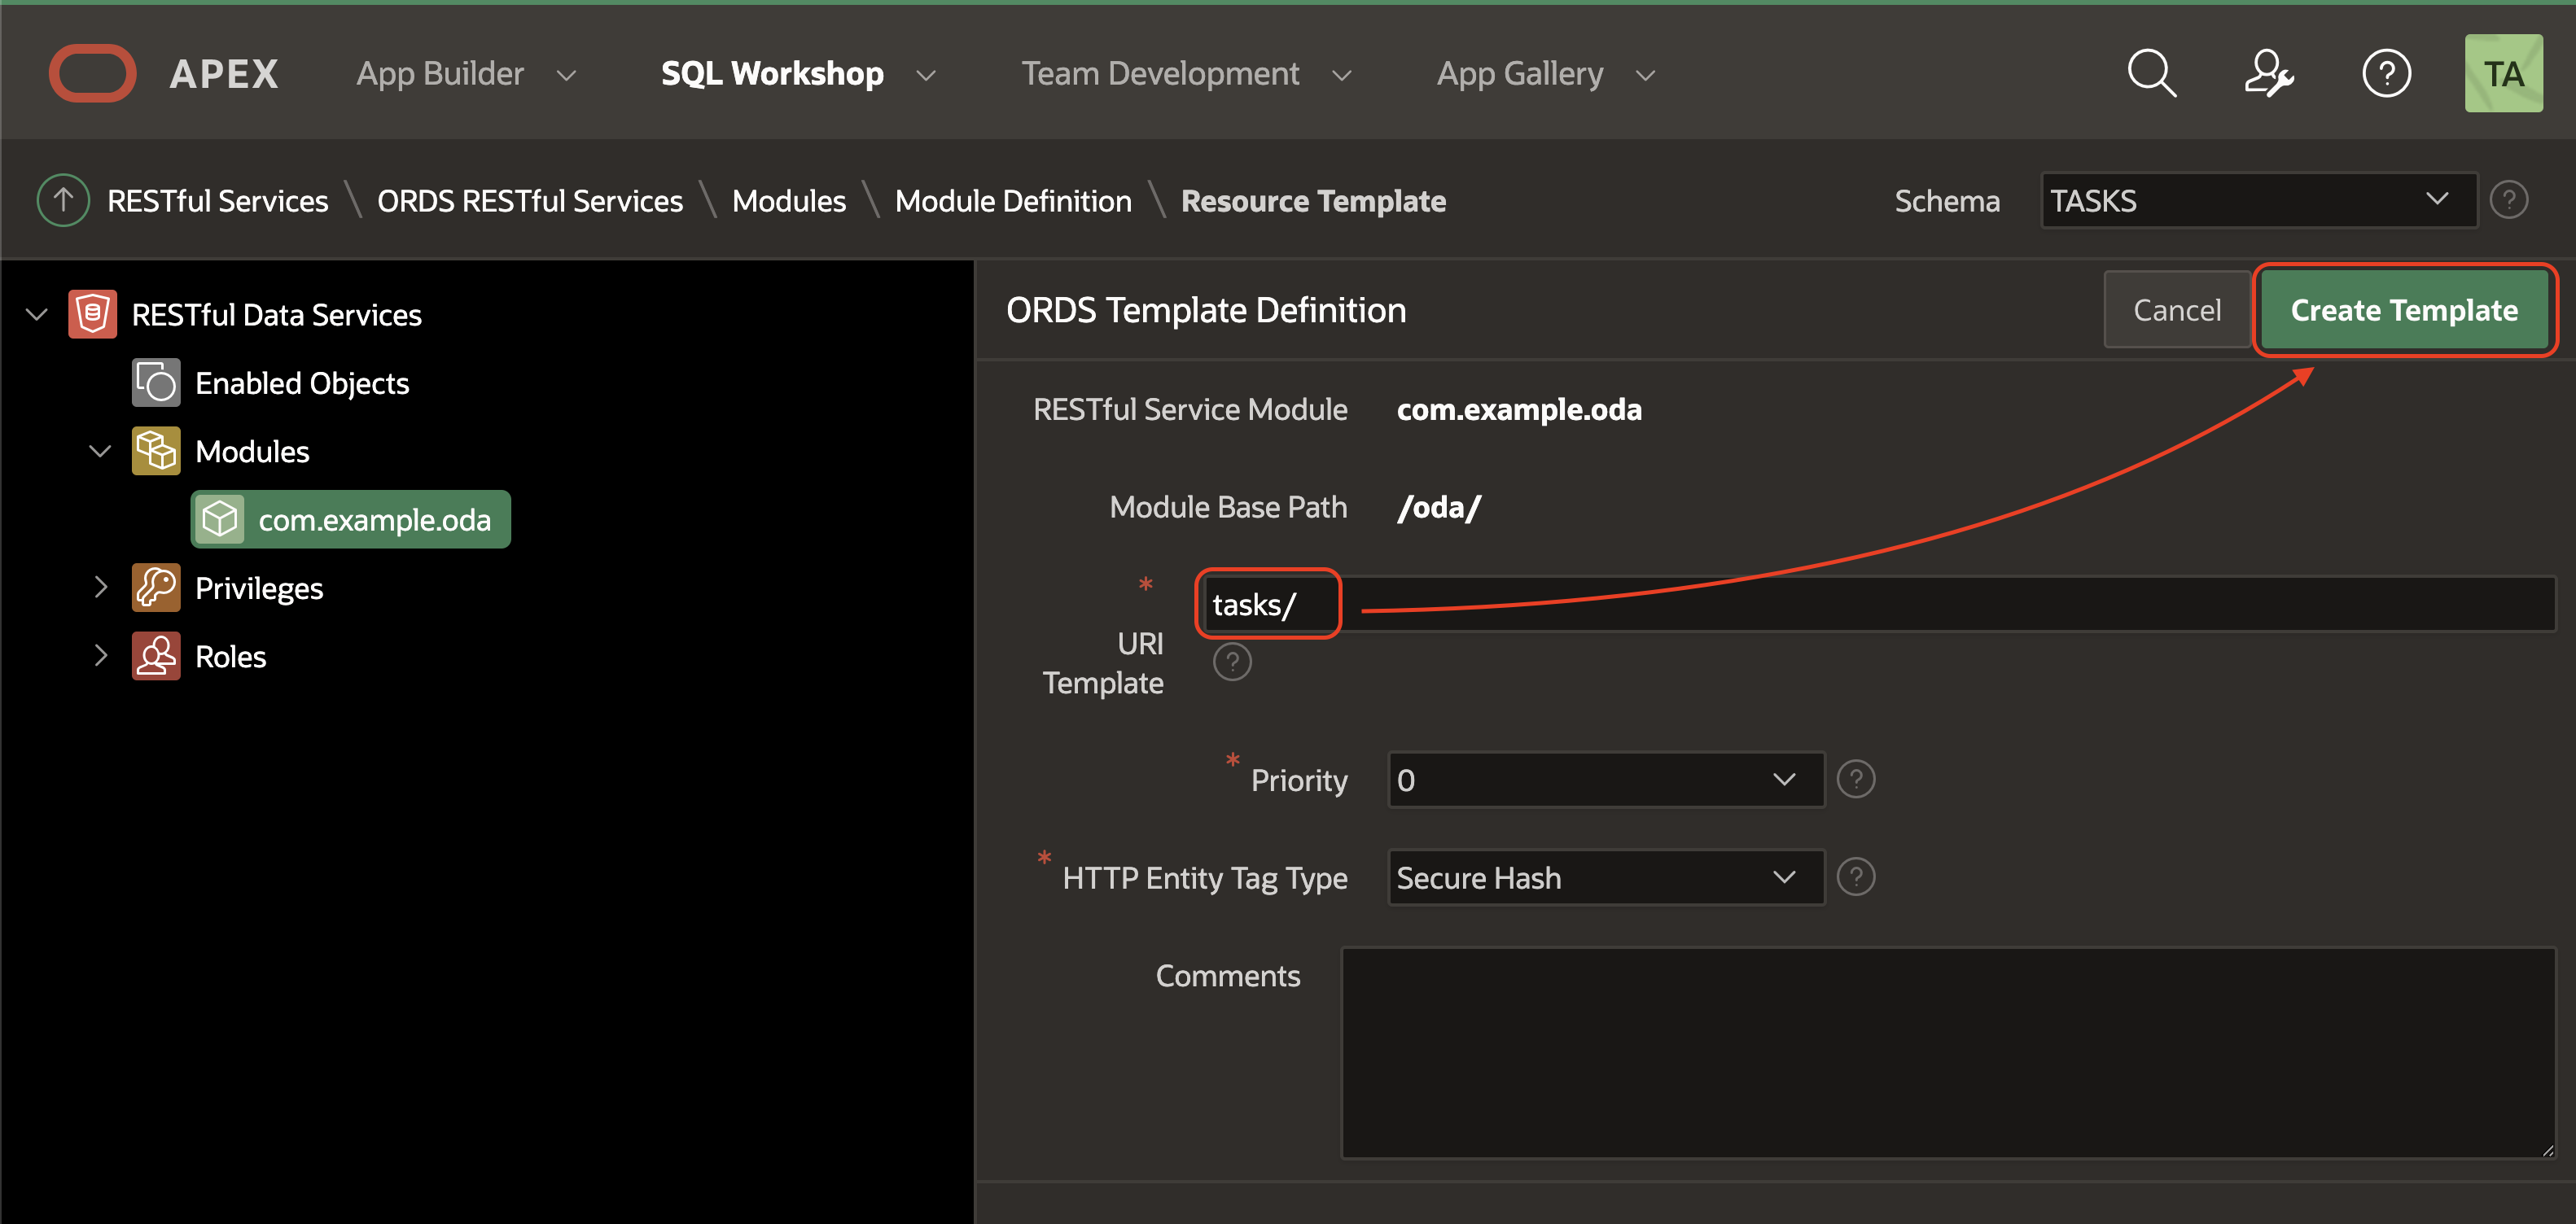 APEX App Builder SQL Workshop Team Development App Gallery ? TA
RESTful Services \ ORDS RESTful Services \ Modules \ Module Definition \ Resource Template Schema TASKS ?
RESTful Data Services
Enabled Objects
Modules
com.example.oda
Privileges
Roles
ORDS Template Definition Cancel Create Template
RESTful Service Module com.example.oda
Module Base Path /oda/
* tasks/
URI
Template ?
* Priority 0 ?
* HTTP Entity Tag Type Secure Hash ?
Comments